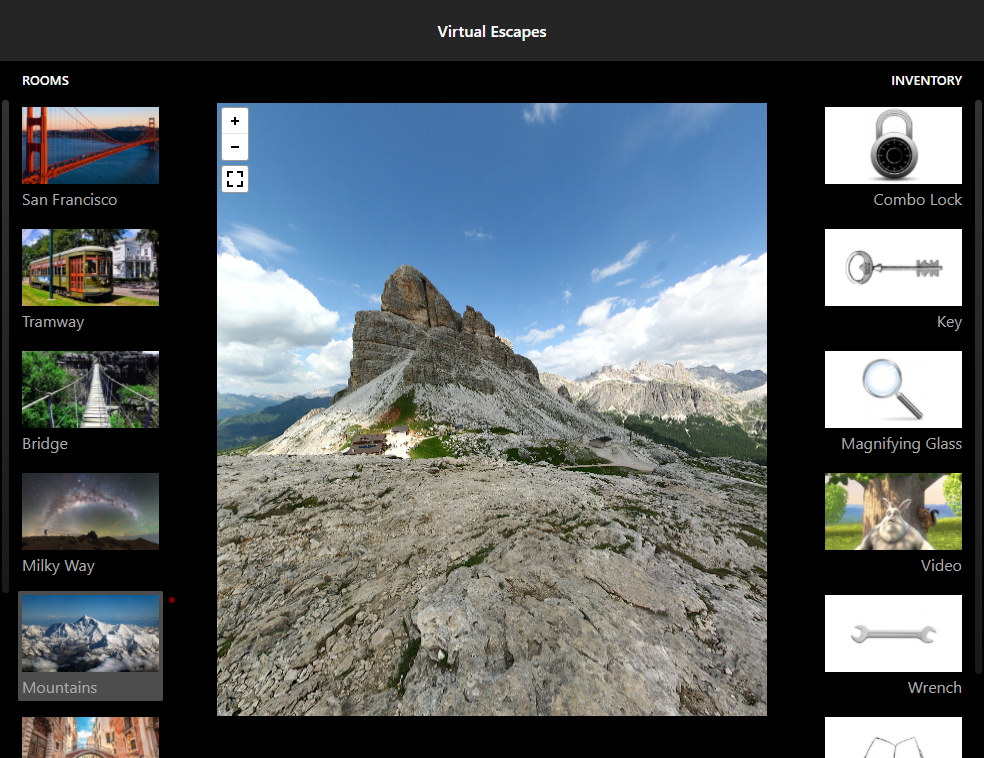 Virtual Escapes
ROOMS
INVENTORY
+
−
San Francisco
Combo Lock
Tramway
Key
Bridge
Magnifying Glass
Milky Way
Video
Mountains
Wrench